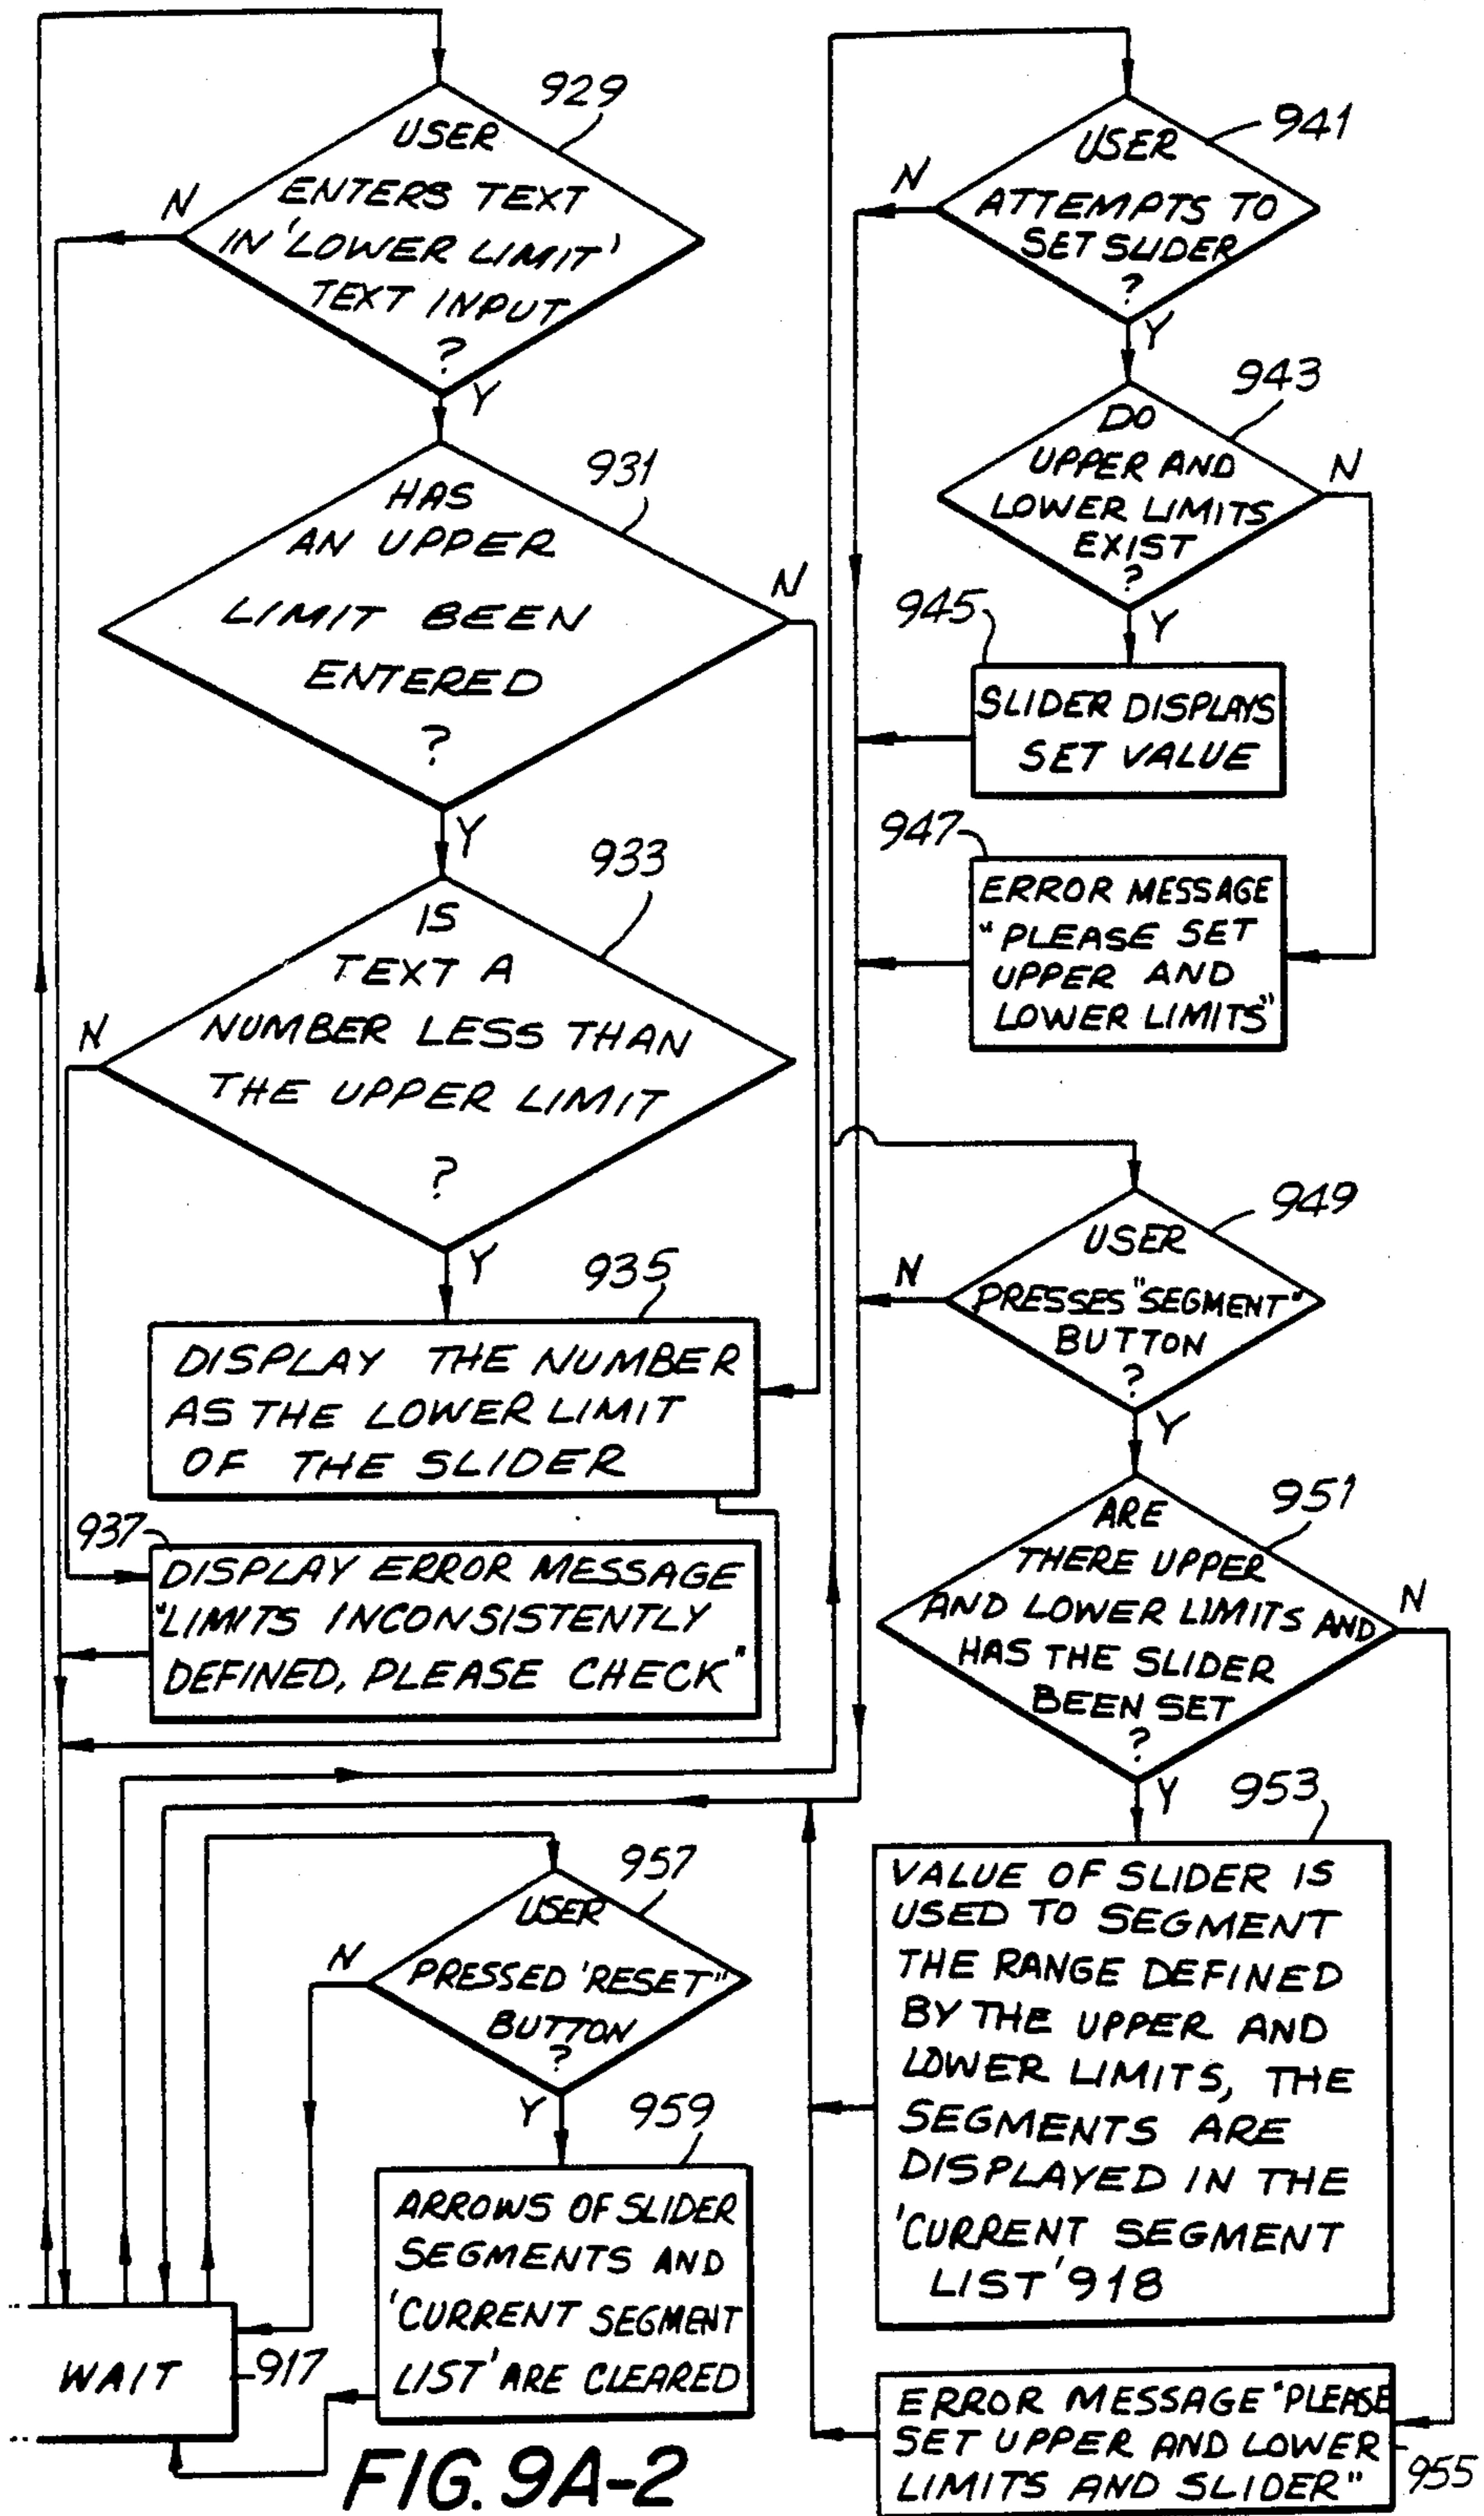 929
USER
ENTERS TEXT
IN 'LOWER LIMIT'
TEXT INPUT
?
N
Y
931
HAS
AN UPPER
LIMIT BEEN
ENTERED
?
N
Y
933
IS
TEXT A
NUMBER LESS THAN
THE UPPER LIMIT
?
N
Y
935
DISPLAY THE NUMBER
AS THE LOWER LIMIT
OF THE SLIDER
937
DISPLAY ERROR MESSAGE
"LIMITS INCONSISTENTLY
DEFINED, PLEASE CHECK"
941
USER
ATTEMPTS TO
SET SLIDER
?
N
Y
943
DO
UPPER AND
LOWER LIMITS
EXIST
?
N
Y
945
SLIDER DISPLAYS
SET VALUE
947
ERROR MESSAGE
"PLEASE SET
UPPER AND
LOWER LIMITS"
949
USER
PRESSES "SEGMENT"
BUTTON
?
N
Y
951
ARE
THERE UPPER
AND LOWER LIMITS AND
HAS THE SLIDER
BEEN SET
?
N
Y
953
VALUE OF SLIDER IS
USED TO SEGMENT
THE RANGE DEFINED
BY THE UPPER AND
LOWER LIMITS, THE
SEGMENTS ARE
DISPLAYED IN THE
'CURRENT SEGMENT
LIST' 918
ERROR MESSAGE "PLEASE
SET UPPER AND LOWER
LIMITS AND SLIDER"
955
957
USER
PRESSED 'RESET"
BUTTON
?
N
Y
959
ARROWS OF SLIDER
SEGMENTS AND
'CURRENT SEGMENT
LIST' ARE CLEARED
WAIT
917
FIG. 9A-2